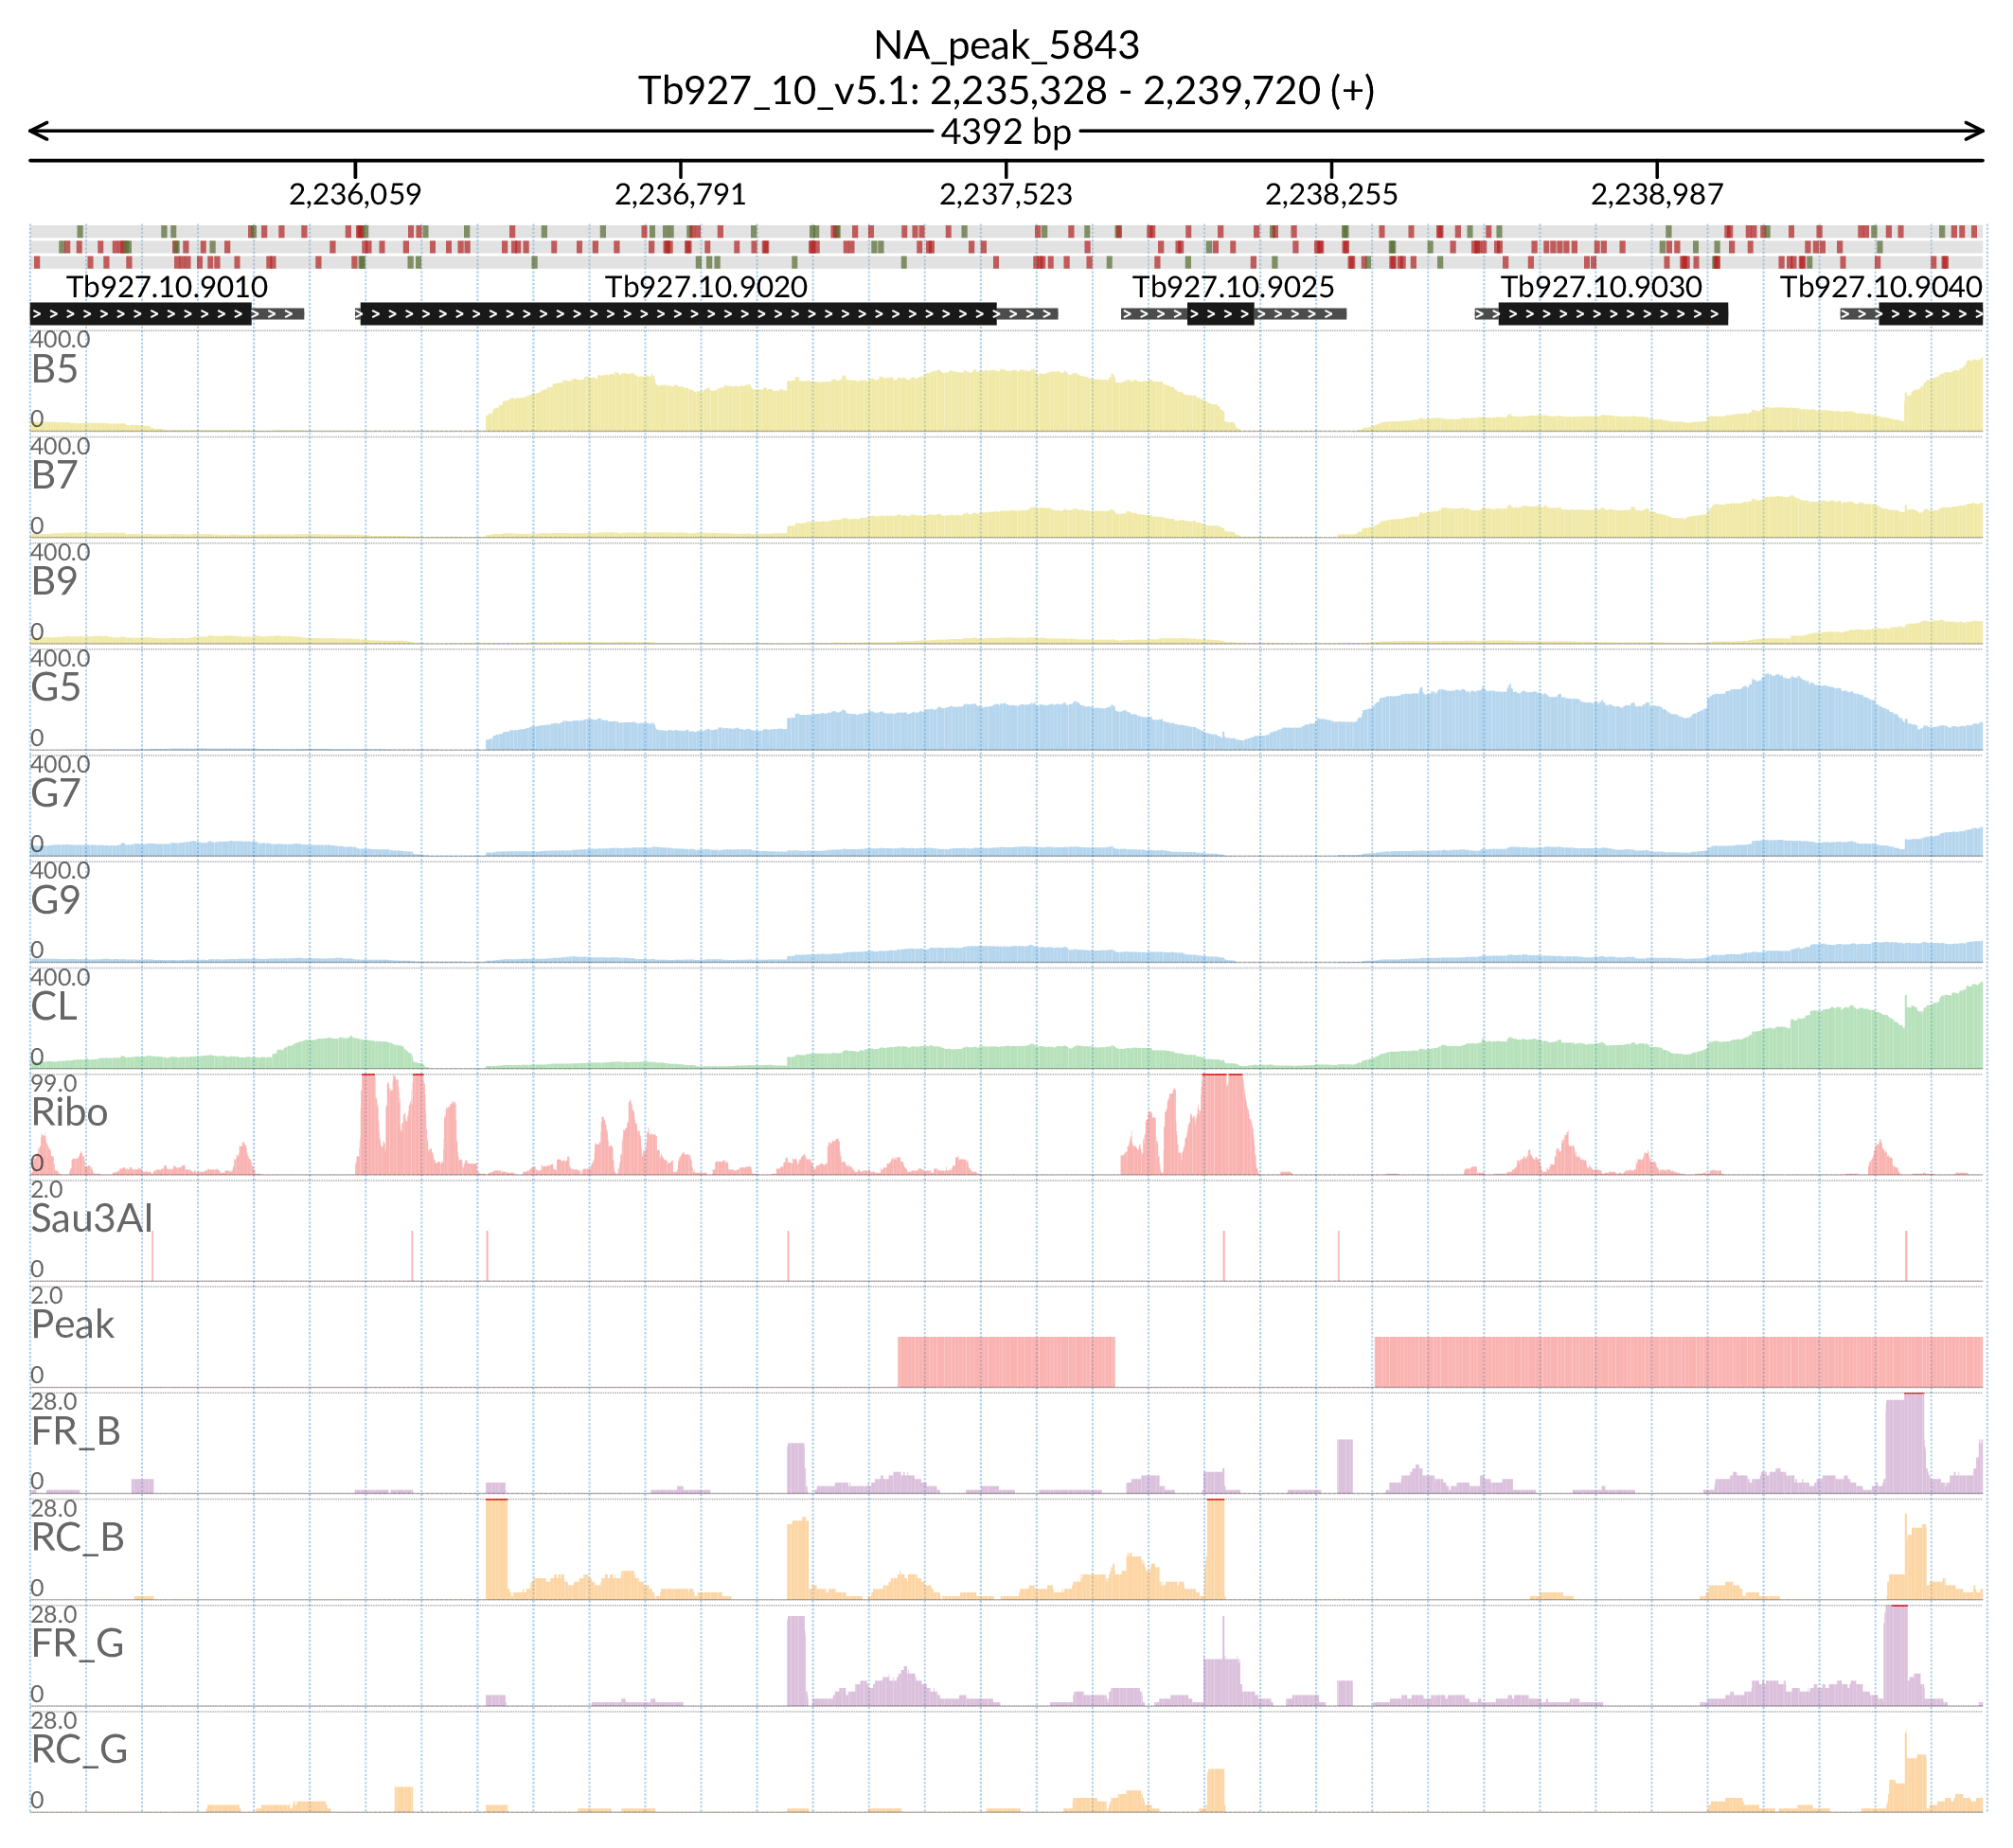 NA_peak_5843
Tb927_10_v5.1: 2,235,328 - 2,239,720 (+)
4392 bp
2,236,059 2,236,791 2,237,523 2,238,255 2,238,987
Tb927.10.9010 Tb927.10.9020 Tb927.10.9025 Tb927.10.9030 Tb927.10.9040
400.0
B5
0
400.0
B7
0
400.0
B9
0
400.0
G5
0
400.0
G7
0
400.0
G9
0
400.0
CL
0
99.0
Ribo
0
2.0
Sau3AI
0
2.0
Peak
0
28.0
FR_B
0
28.0
RC_B
0
28.0
FR_G
0
28.0
RC_G
0